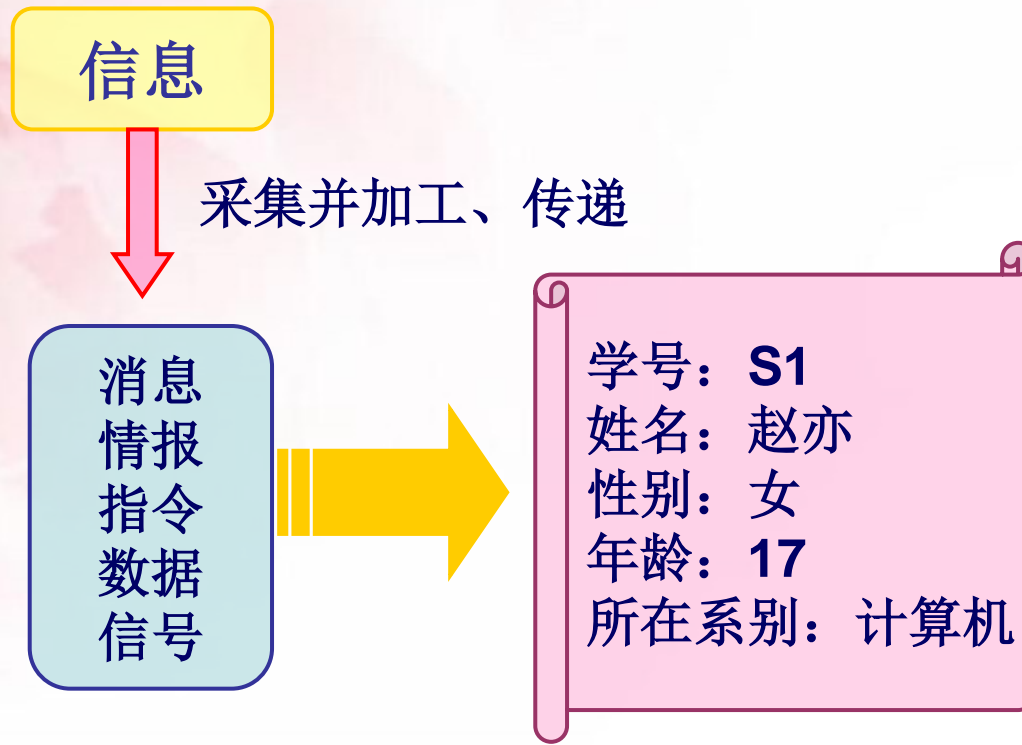 信息
采集并加工、传递
消息
情报
指令
数据
信号
学号：S1
姓名：赵亦
性别：女
年龄：17
所在系别：计算机